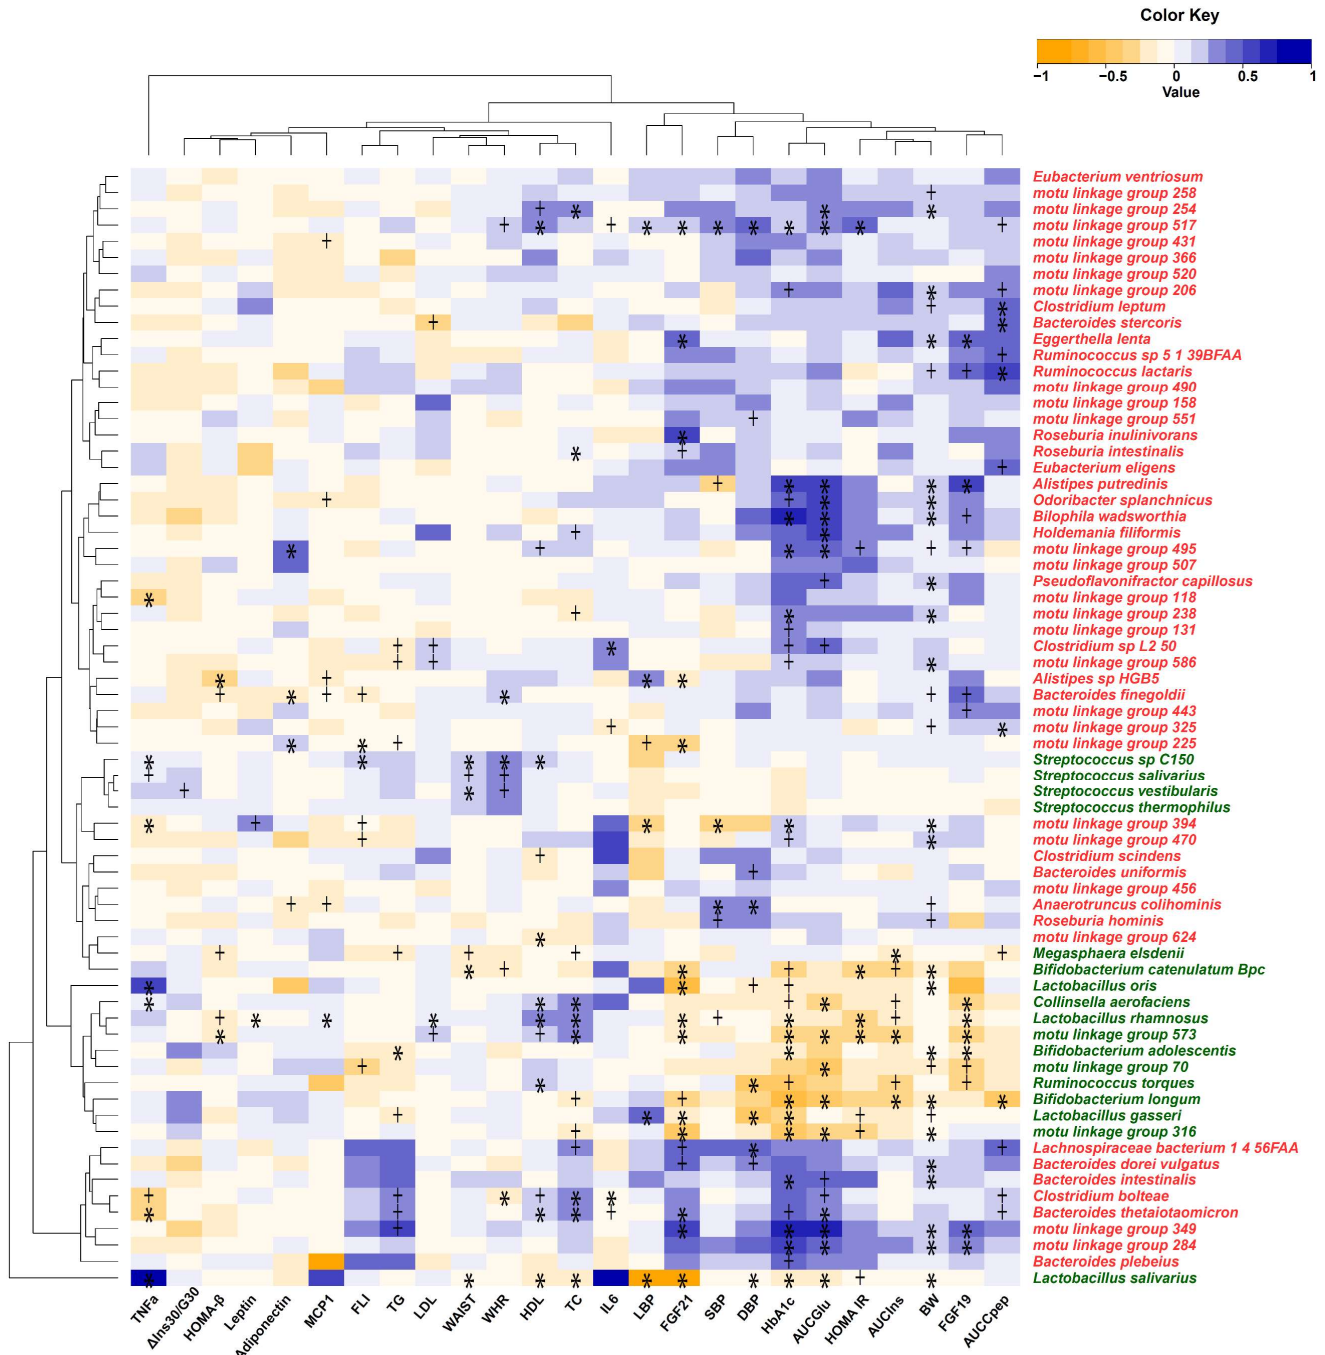 Color Key
−1 −0.5 0 0.5 1
Value
Eubacterium ventriosum
motu linkage group 258
motu linkage group 254
motu linkage group 517
motu linkage group 431
motu linkage group 366
motu linkage group 520
motu linkage group 206
Clostridium leptum
Bacteroides stercoris
Eggerthella lenta
Ruminococcus sp 5 1 39BFAA
Ruminococcus lactaris
motu linkage group 490
motu linkage group 158
motu linkage group 551
Roseburia inulinivorans
Roseburia intestinalis
Eubacterium eligens
Alistipes putredinis
Odoribacter splanchnicus
Bilophila wadsworthia
Holdemania filiformis
motu linkage group 495
motu linkage group 507
Pseudoflavonifractor capillosus
motu linkage group 118
motu linkage group 238
motu linkage group 131
Clostridium sp L2 50
motu linkage group 586
Alistipes sp HGB5
Bacteroides finegoldii
motu linkage group 443
motu linkage group 325
motu linkage group 225
Streptococcus sp C150
Streptococcus salivarius
Streptococcus vestibularis
Streptococcus thermophilus
motu linkage group 394
motu linkage group 470
Clostridium scindens
Bacteroides uniformis
motu linkage group 456
Anaerotruncus colihominis
Roseburia hominis
motu linkage group 624
Megasphaera elsdenii
Bifidobacterium catenulatum Bpc
Lactobacillus oris
Collinsella aerofaciens
Lactobacillus rhamnosus
motu linkage group 573
Bifidobacterium adolescentis
motu linkage group 70
Ruminococcus torques
Bifidobacterium longum
Lactobacillus gasseri
motu linkage group 316
Lachnospiraceae bacterium 1 4 56FAA
Bacteroides dorei vulgatus
Bacteroides intestinalis
Clostridium bolteae
Bacteroides thetaiotaomicron
motu linkage group 349
motu linkage group 284
Bacteroides plebeius
Lactobacillus salivarius
TNFa
ΔIns30/G30
HOMA-β
Leptin
Adiponectin
MCP1
FLI
TG
LDL
WAIST
WHR
HDL
TC
IL6
LBP
FGF21
SBP
DBP
HbA1c
AUCGlu
HOMA IR
AUCIns
BW
FGF19
AUCCpep